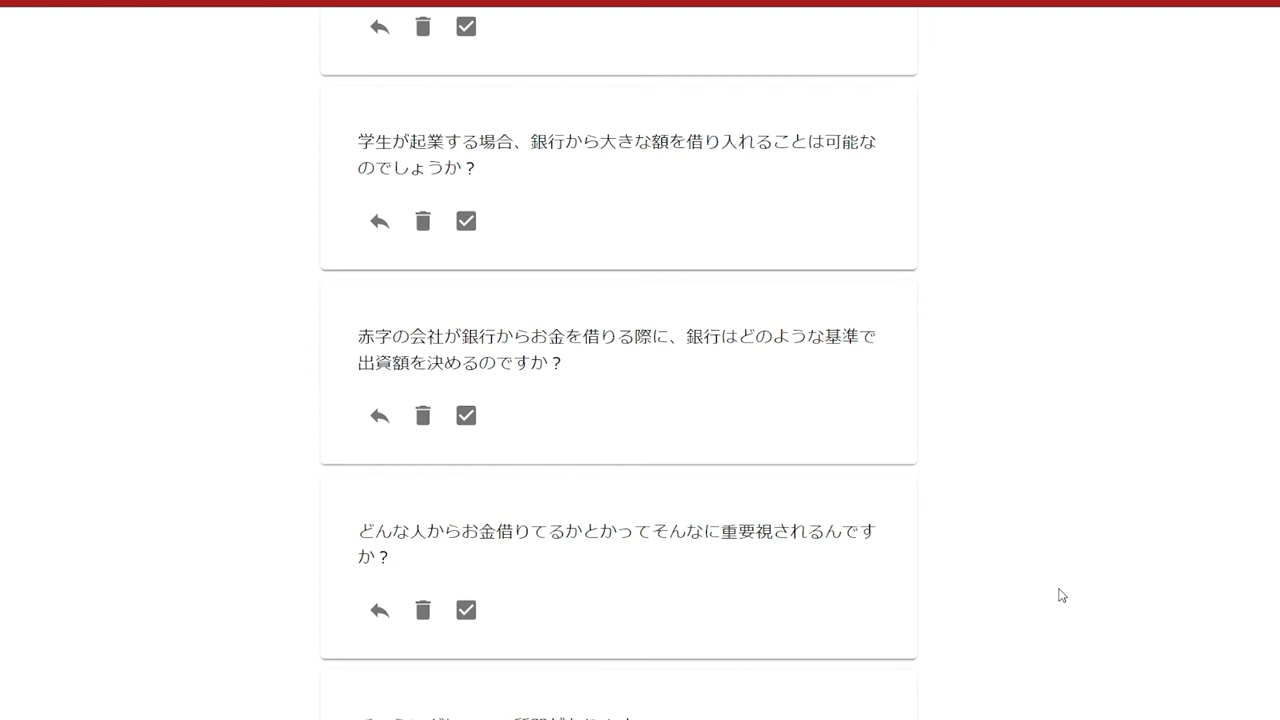 学生が起業する場合、銀行から大きな額を借り入れることは可能な
のでしょうか？
赤字の会社が銀行からお金を借りる際に、銀行はどのような基準で
出資額を決めるのですか？
どんな人からお金借りてるかとかってそんなに重要視されるんです
か？